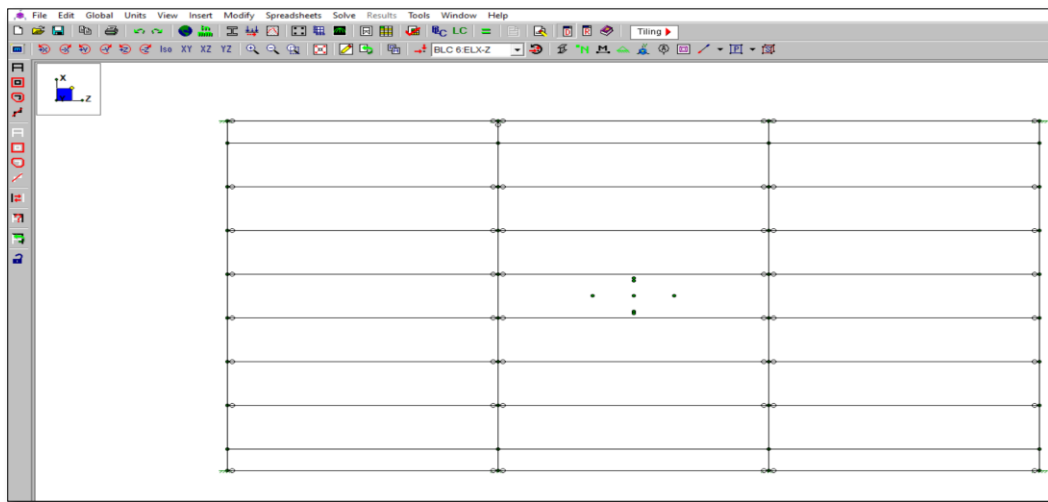 File Edit Global Units View Insert Modify Spreadsheets Solve Results Tools Window Help
LC Tiling
Iso XY XZ YZ BLC 6:ELX-Z
X
Z